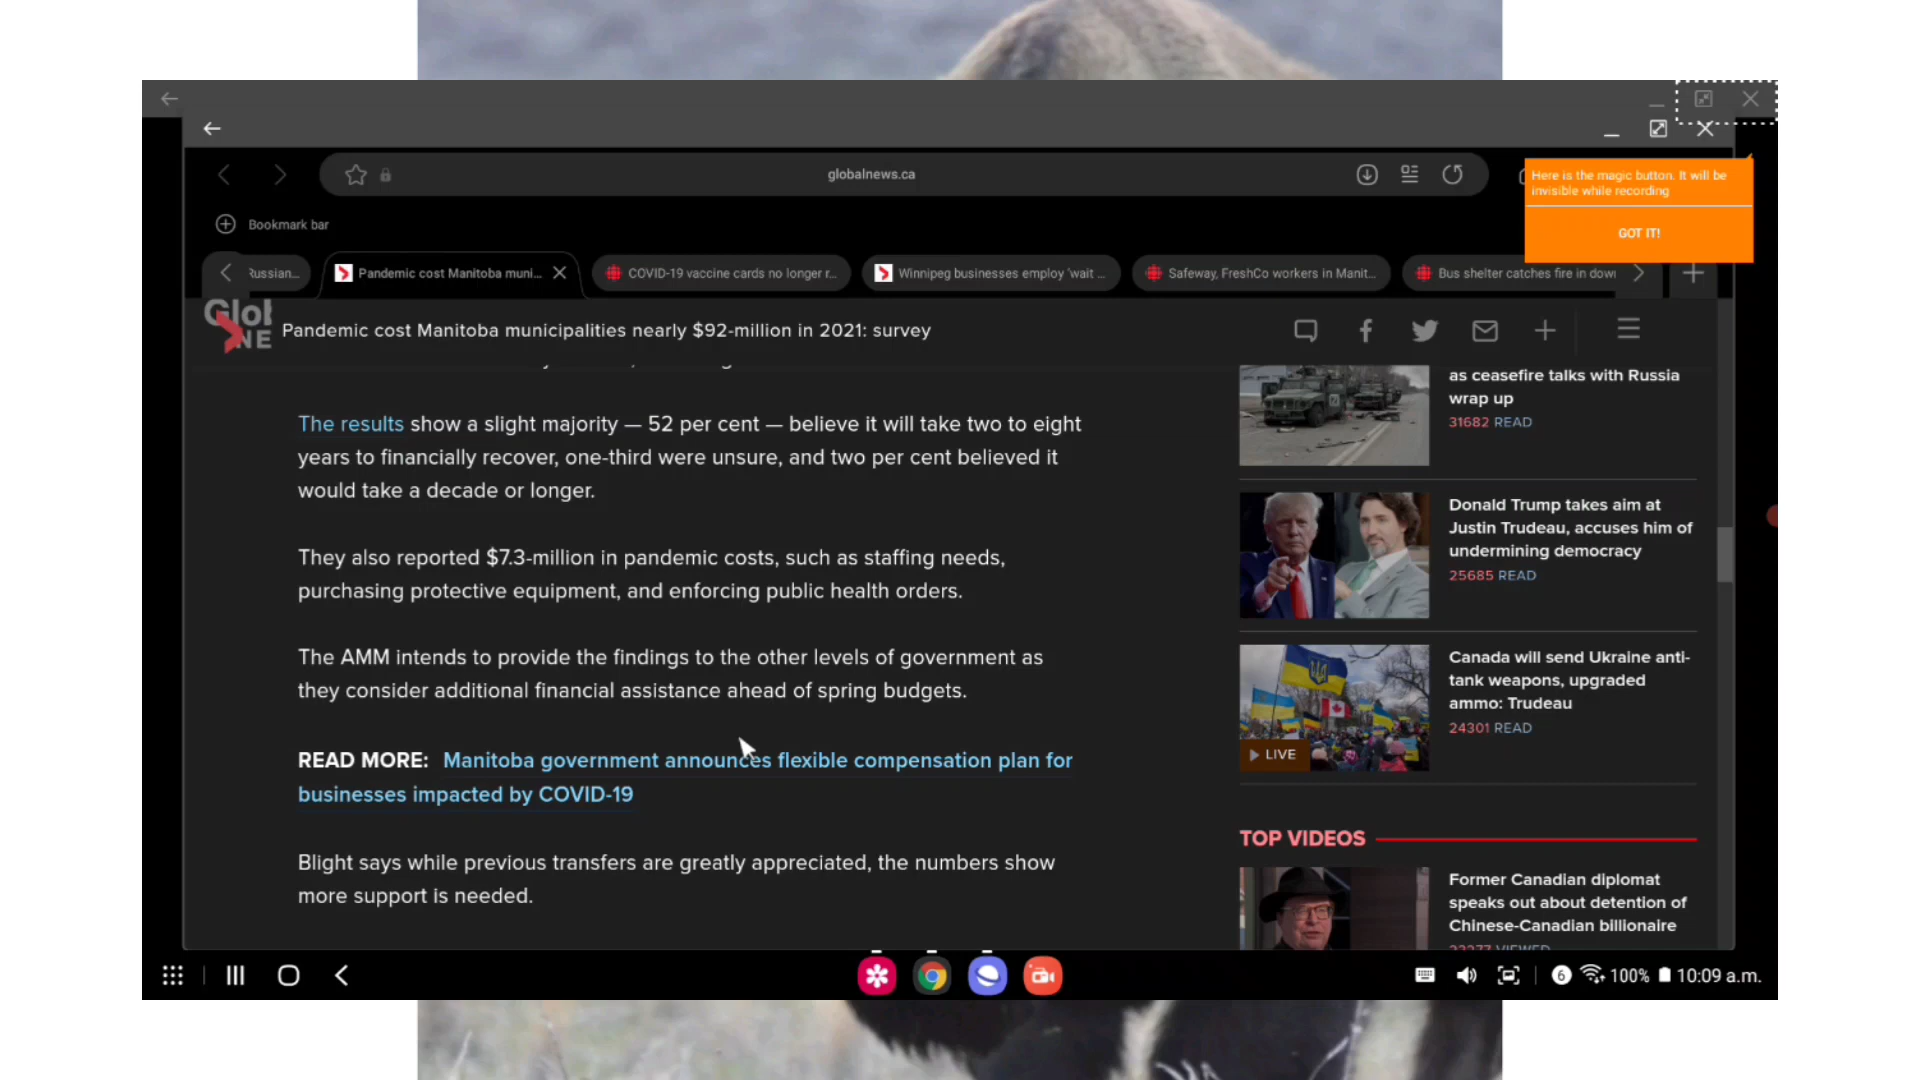 globalnews.ca
Here is the magic button. It will be
invisible while recording
GOT IT!
Bookmark bar
Russian...
Pandemic cost Manitoba muni...
COVID-19 vaccine cards no longer r...
Winnipeg businesses employ 'wait ...
Safeway, FreshCo workers in Manit...
Bus shelter catches fire in down
Pandemic cost Manitoba municipalities nearly $92-million in 2021: survey
The results show a slight majority — 52 per cent — believe it will take two to eight
years to financially recover, one-third were unsure, and two per cent believed it
would take a decade or longer.
They also reported $7.3-million in pandemic costs, such as staffing needs,
purchasing protective equipment, and enforcing public health orders.
The AMM intends to provide the findings to the other levels of government as
they consider additional financial assistance ahead of spring budgets.
READ MORE: Manitoba government announces flexible compensation plan for
businesses impacted by COVID-19
Blight says while previous transfers are greatly appreciated, the numbers show
more support is needed.
as ceasefire talks with Russia
wrap up
31682 READ
Donald Trump takes aim at
Justin Trudeau, accuses him of
undermining democracy
25685 READ
Canada will send Ukraine anti-
tank weapons, upgraded
ammo: Trudeau
24301 READ
LIVE
TOP VIDEOS
Former Canadian diplomat
speaks out about detention of
Chinese-Canadian billionaire
6 100% 10:09 a.m.